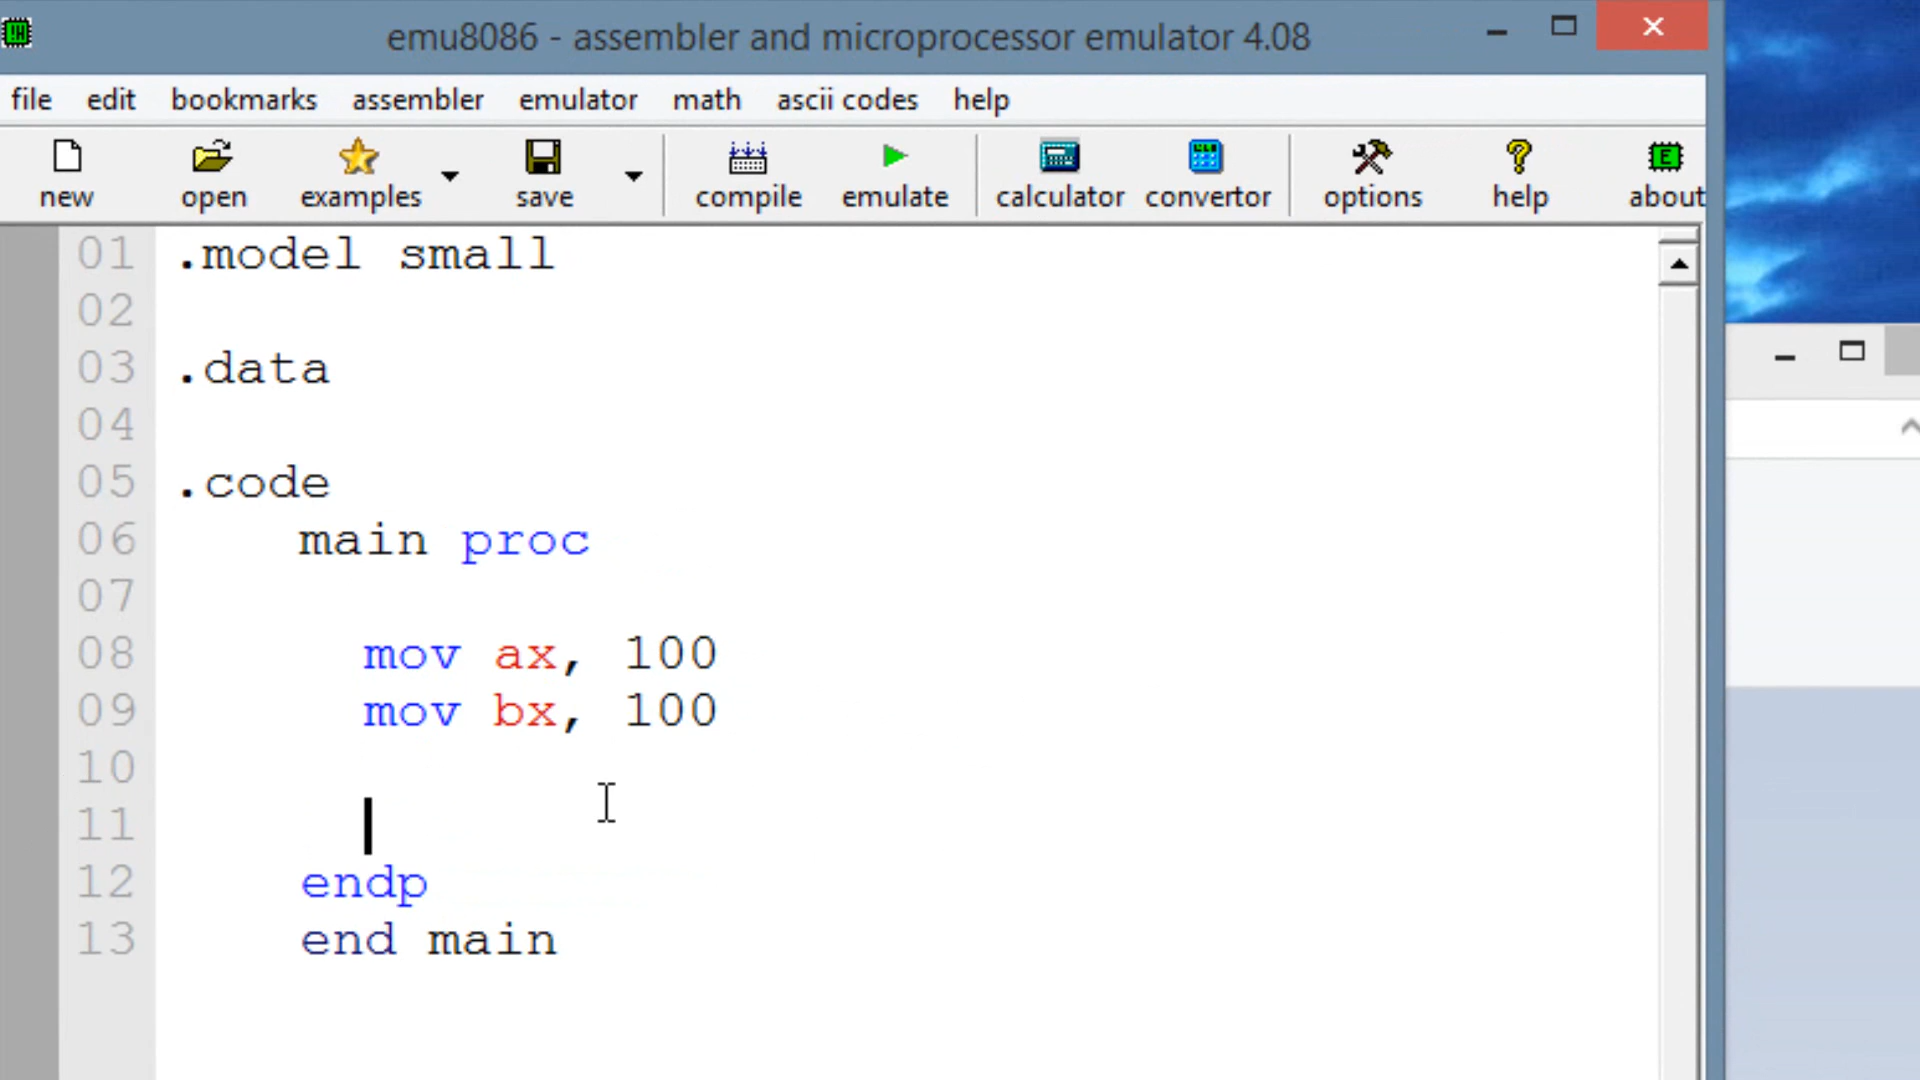 emu8086 - assembler and microprocessor emulator 4.08
file edit bookmarks assembler emulator math ascii codes help
new open examples save compile emulate calculator convertor options help about
01 .model small
02
03 .data
04
05 .code
06 main proc
07
08 mov ax, 100
09 mov bx, 100
10
11
12 endp
13 end main